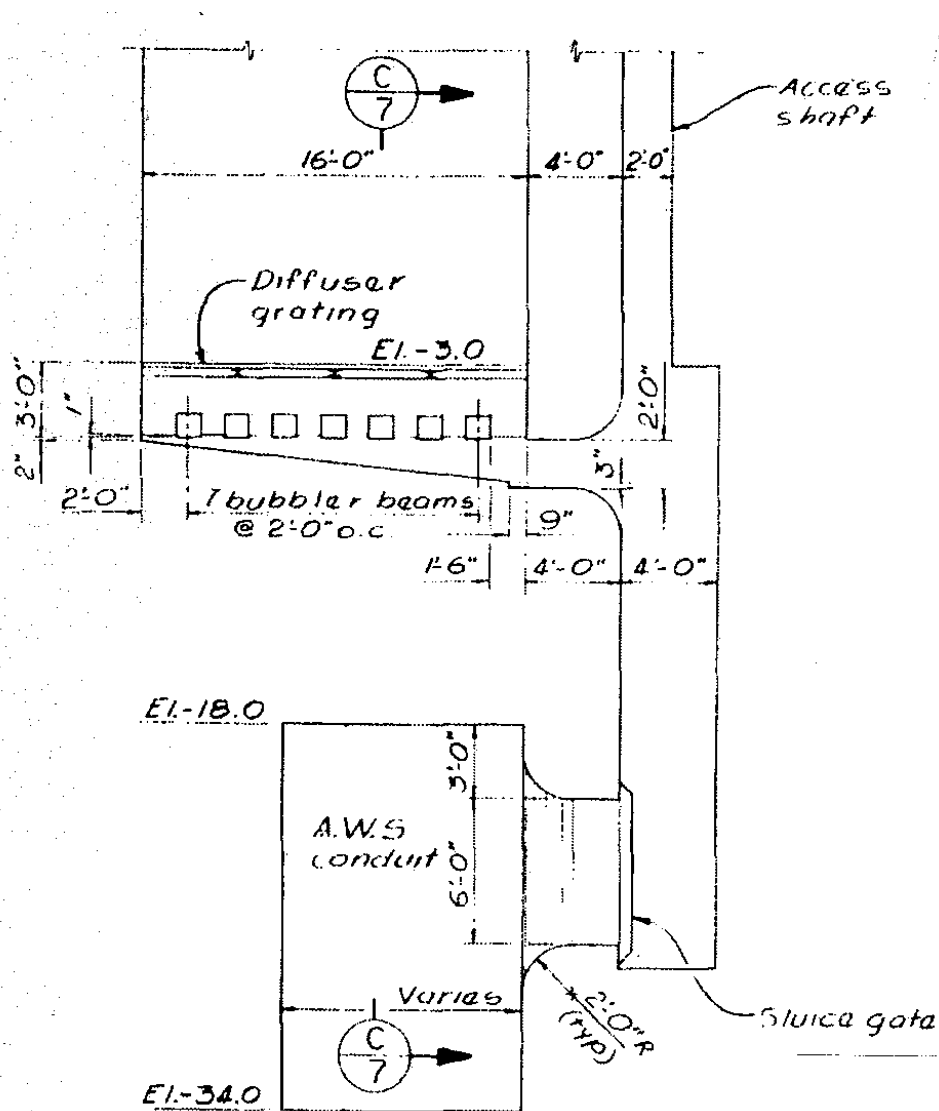 C
7
Access
shaft
16'-0"
4'-0"
2'-0"
Diffuser
grating
El.-3.0
3'-0"
1"
2"
2'-0"
3"
2'-0"
7 bubbler beams
@ 2'-0" o.c.
9"
1'-6"
4'-0"
4'-0"
El.-18.0
3'-0"
A.W.S
conduit
6'-0"
Varies
2'-0" R
(typ)
C
7
Sluice gate
El.-34.0